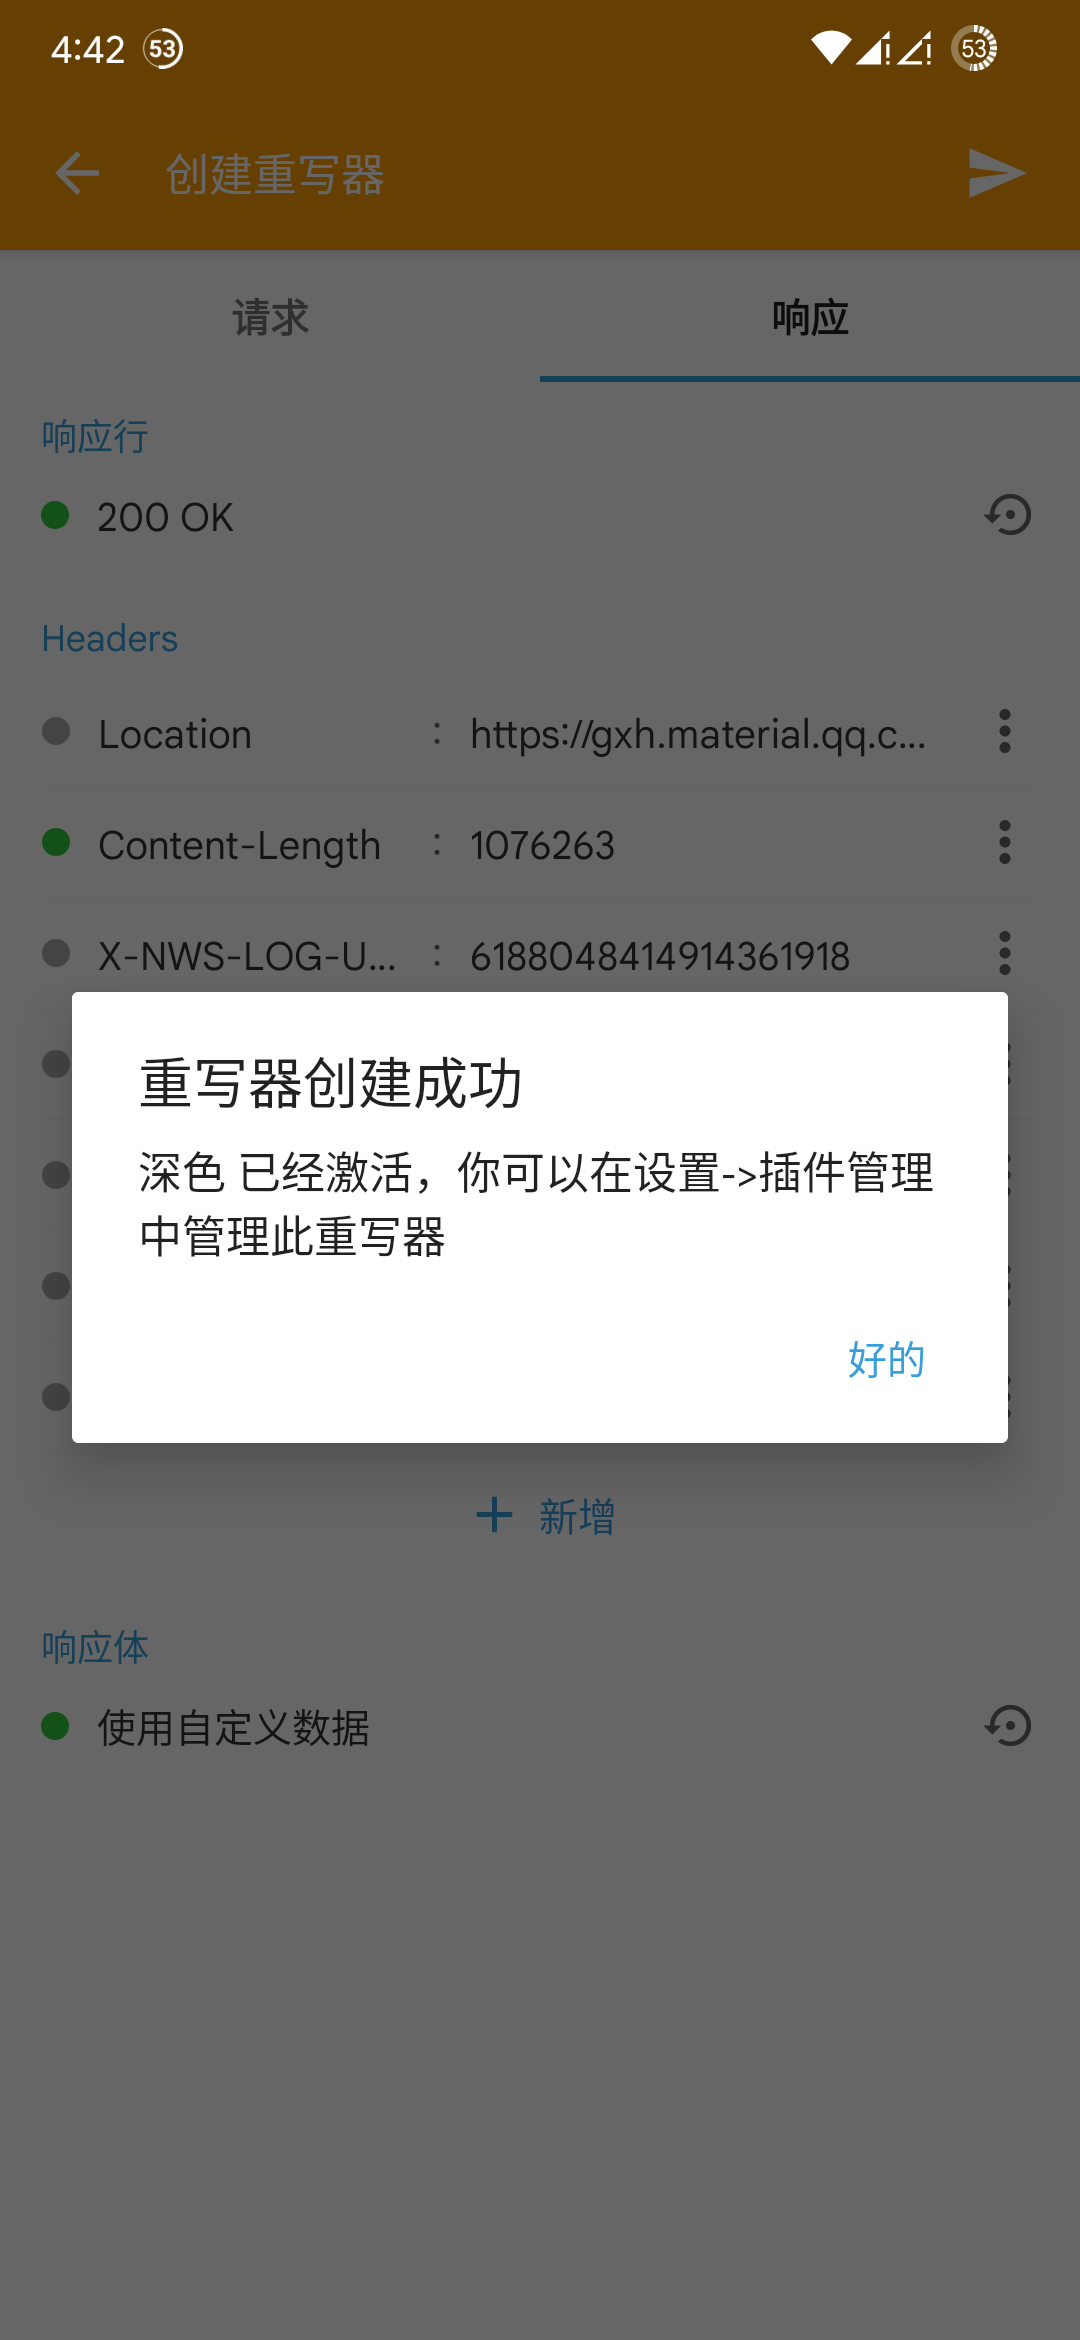 4:42 53 53
创建重写器
请求 响应
响应行
200 OK
Headers
Location : https://gxh.material.qq.c...
Content-Length : 1076263
X-NWS-LOG-U... : 6188048414914361918
重写器创建成功
深色 已经激活，你可以在设置->插件管理
中管理此重写器
好的
新增
响应体
使用自定义数据